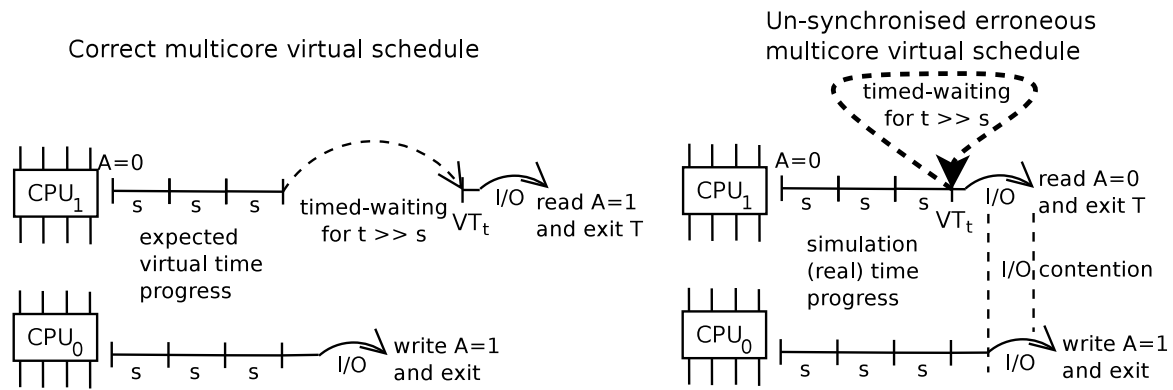 Correct multicore virtual schedule
A=0
CPU1
s s s
timed-waiting
for t >> s
VTt
I/O
read A=1
and exit T
expected
virtual time
progress
CPU0
s s s
I/O
write A=1
and exit
Un-synchronised erroneous
multicore virtual schedule
timed-waiting
for t >> s
A=0
CPU1
s s s
VTt
I/O
read A=0
and exit T
simulation
(real) time
progress
I/O contention
CPU0
s s s
I/O
write A=1
and exit